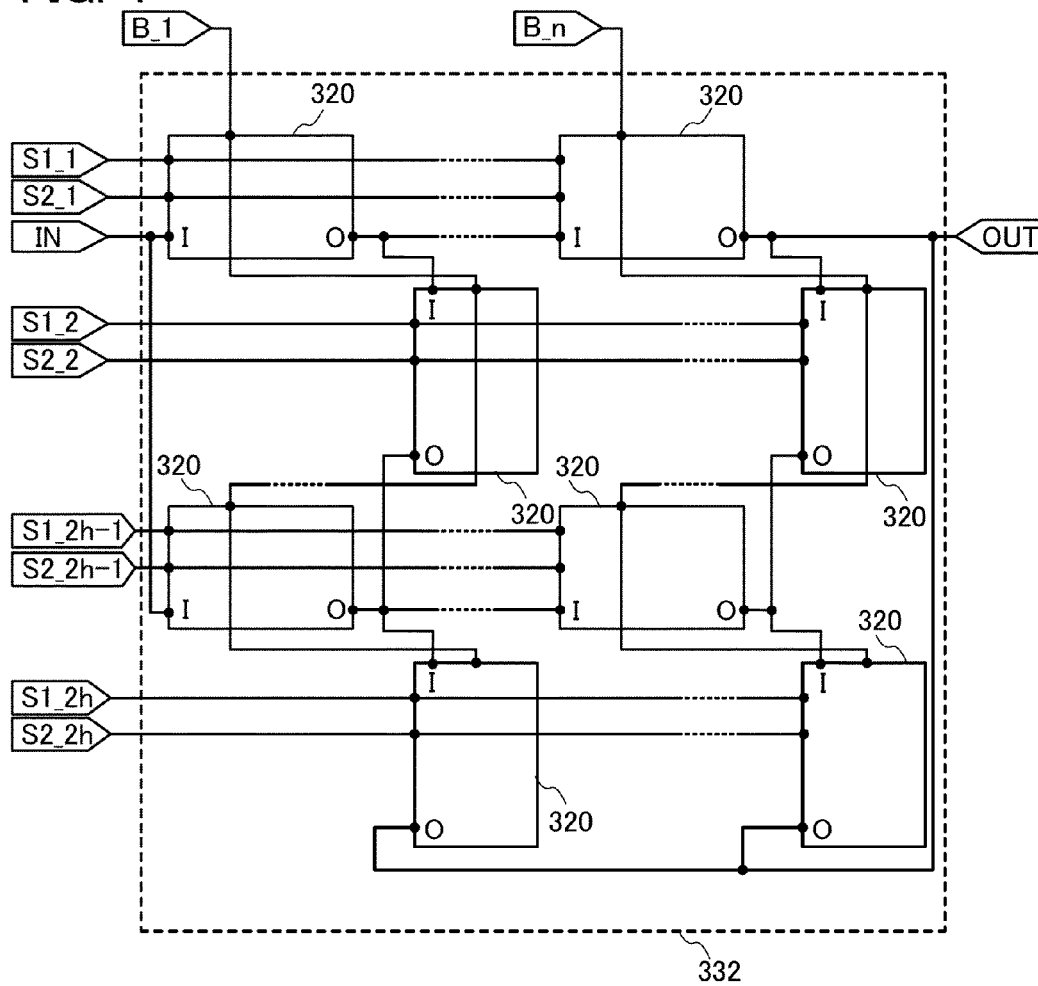 B_1
B_n
320
320
S1_1
S2_1
IN
I
O
I
O
OUT
I
I
S1_2
S2_2
O
O
320
320
320
320
S1_2h-1
S2_2h-1
I
O
I
O
320
I
I
S1_2h
S2_2h
320
O
O
332